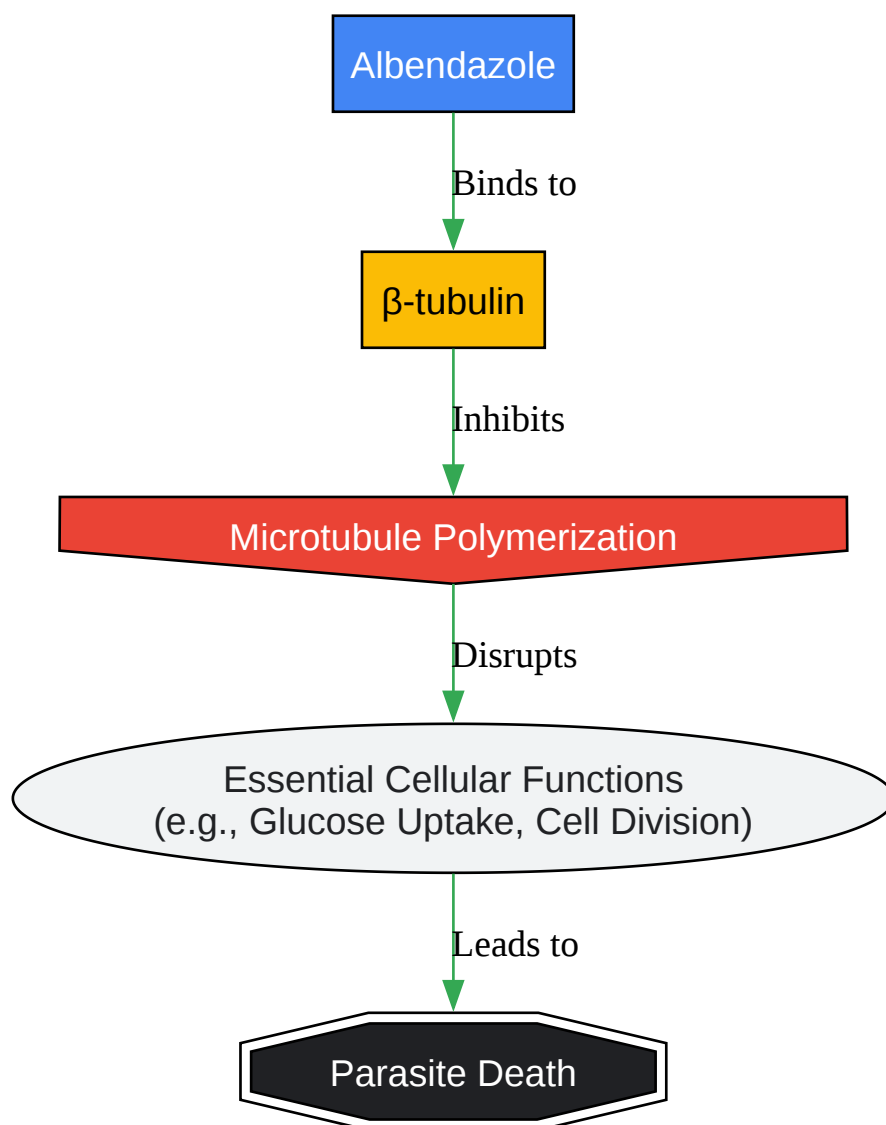 Albendazole
Binds to
β-tubulin
Inhibits
Microtubule Polymerization
Disrupts
Essential Cellular Functions
(e.g., Glucose Uptake, Cell Division)
Leads to
Parasite Death